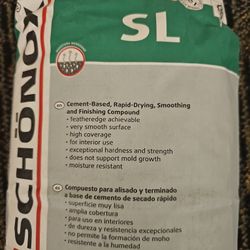 SL
SCHÖNOX
Cement-Based, Rapid-Drying, Smoothing
and Finishing Compound
- featheredge achievable
- very smooth surface
- high coverage
- for interior use
- exceptional hardness and strength
- does not support mold growth
- moisture resistant
Compuesto para alisado y terminado
a base de cemento de secado rápido
- superficie muy lisa
- amplia cobertura
- para uso en interiores
- de dureza y resistencia excepcionales
- no permite la formación de moho
- resistente a la humedad